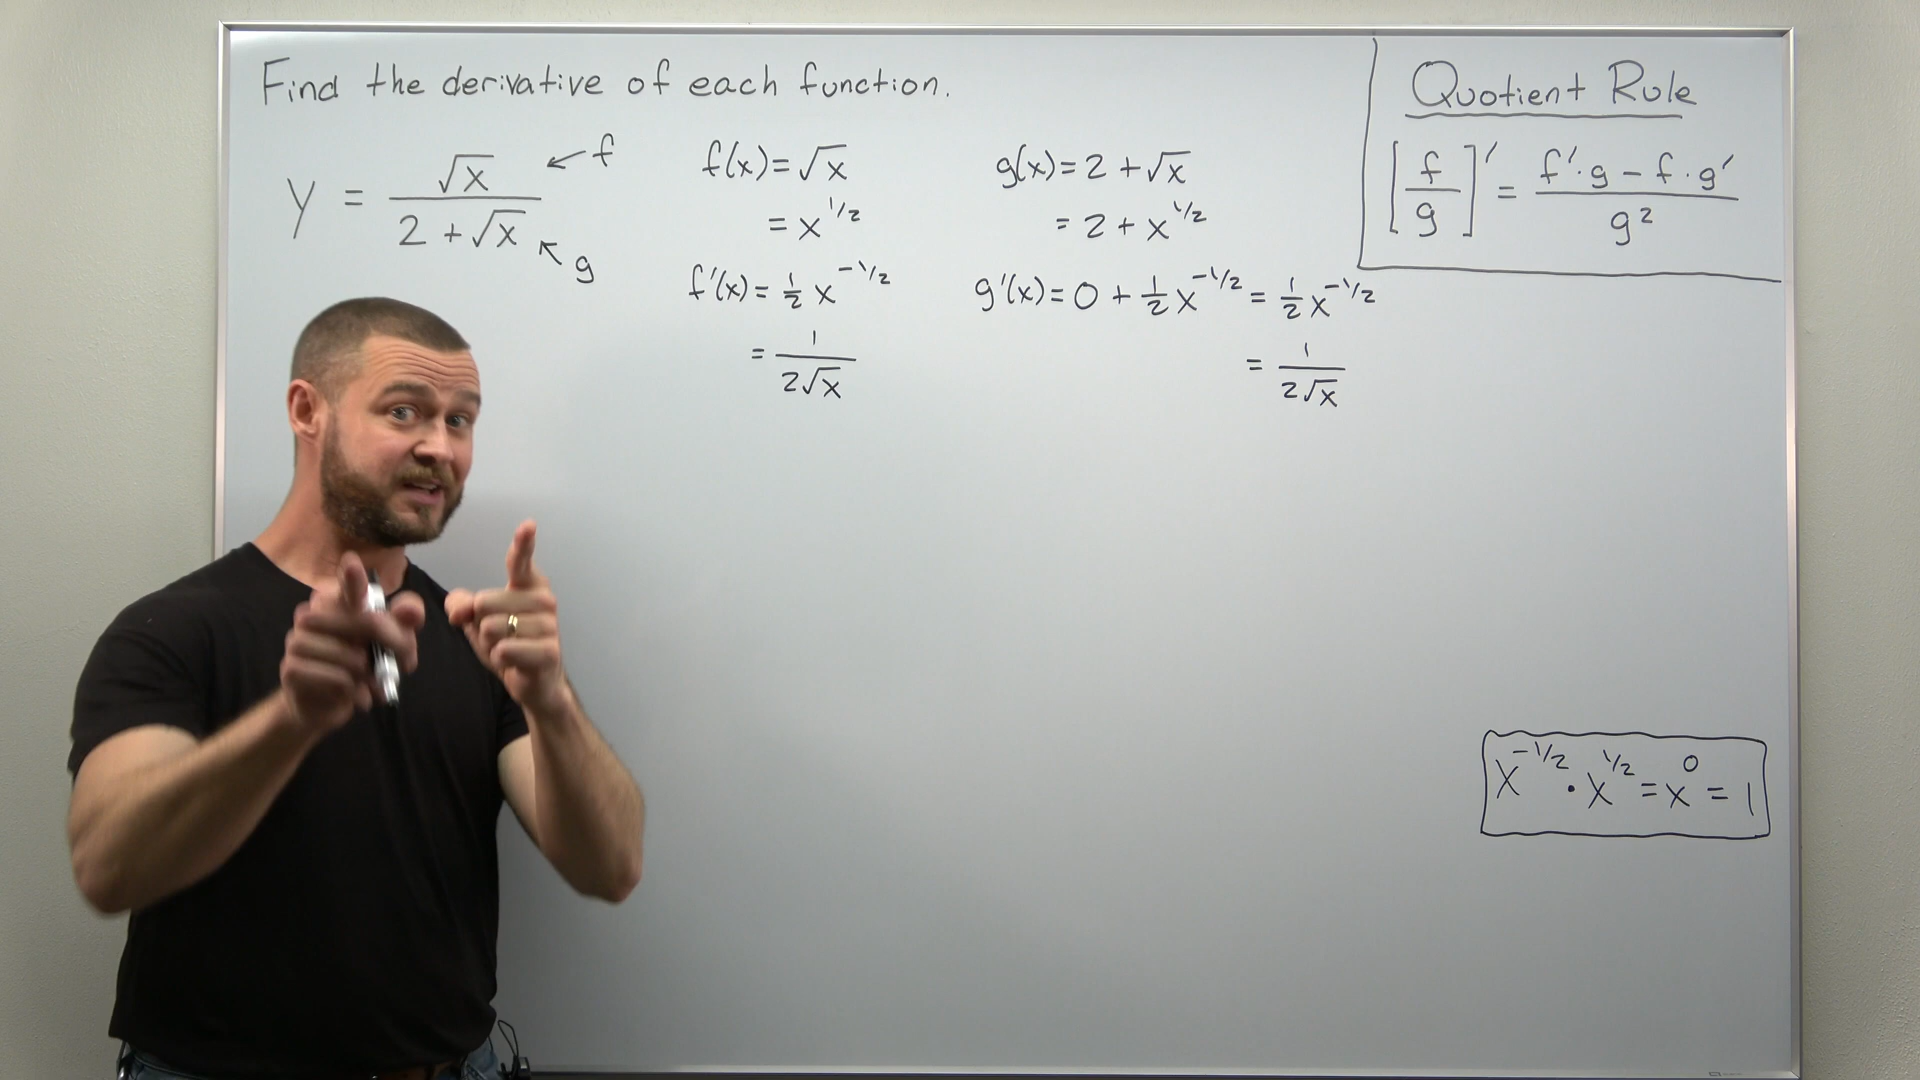 Find the derivative of each function.
y = √x / (2 + √x)
← f
↖ g
f(x) = √x
= x^(1/2)
f'(x) = 1/2 x^(-1/2)
= 1/(2√x)
g(x) = 2 + √x
= 2 + x^(1/2)
g'(x) = 0 + 1/2 x^(-1/2) = 1/2 x^(-1/2)
= 1/(2√x)
Quotient Rule
[f/g]' = (f'·g - f·g')/g²
x^(-1/2) · x^(1/2) = x^0 = 1